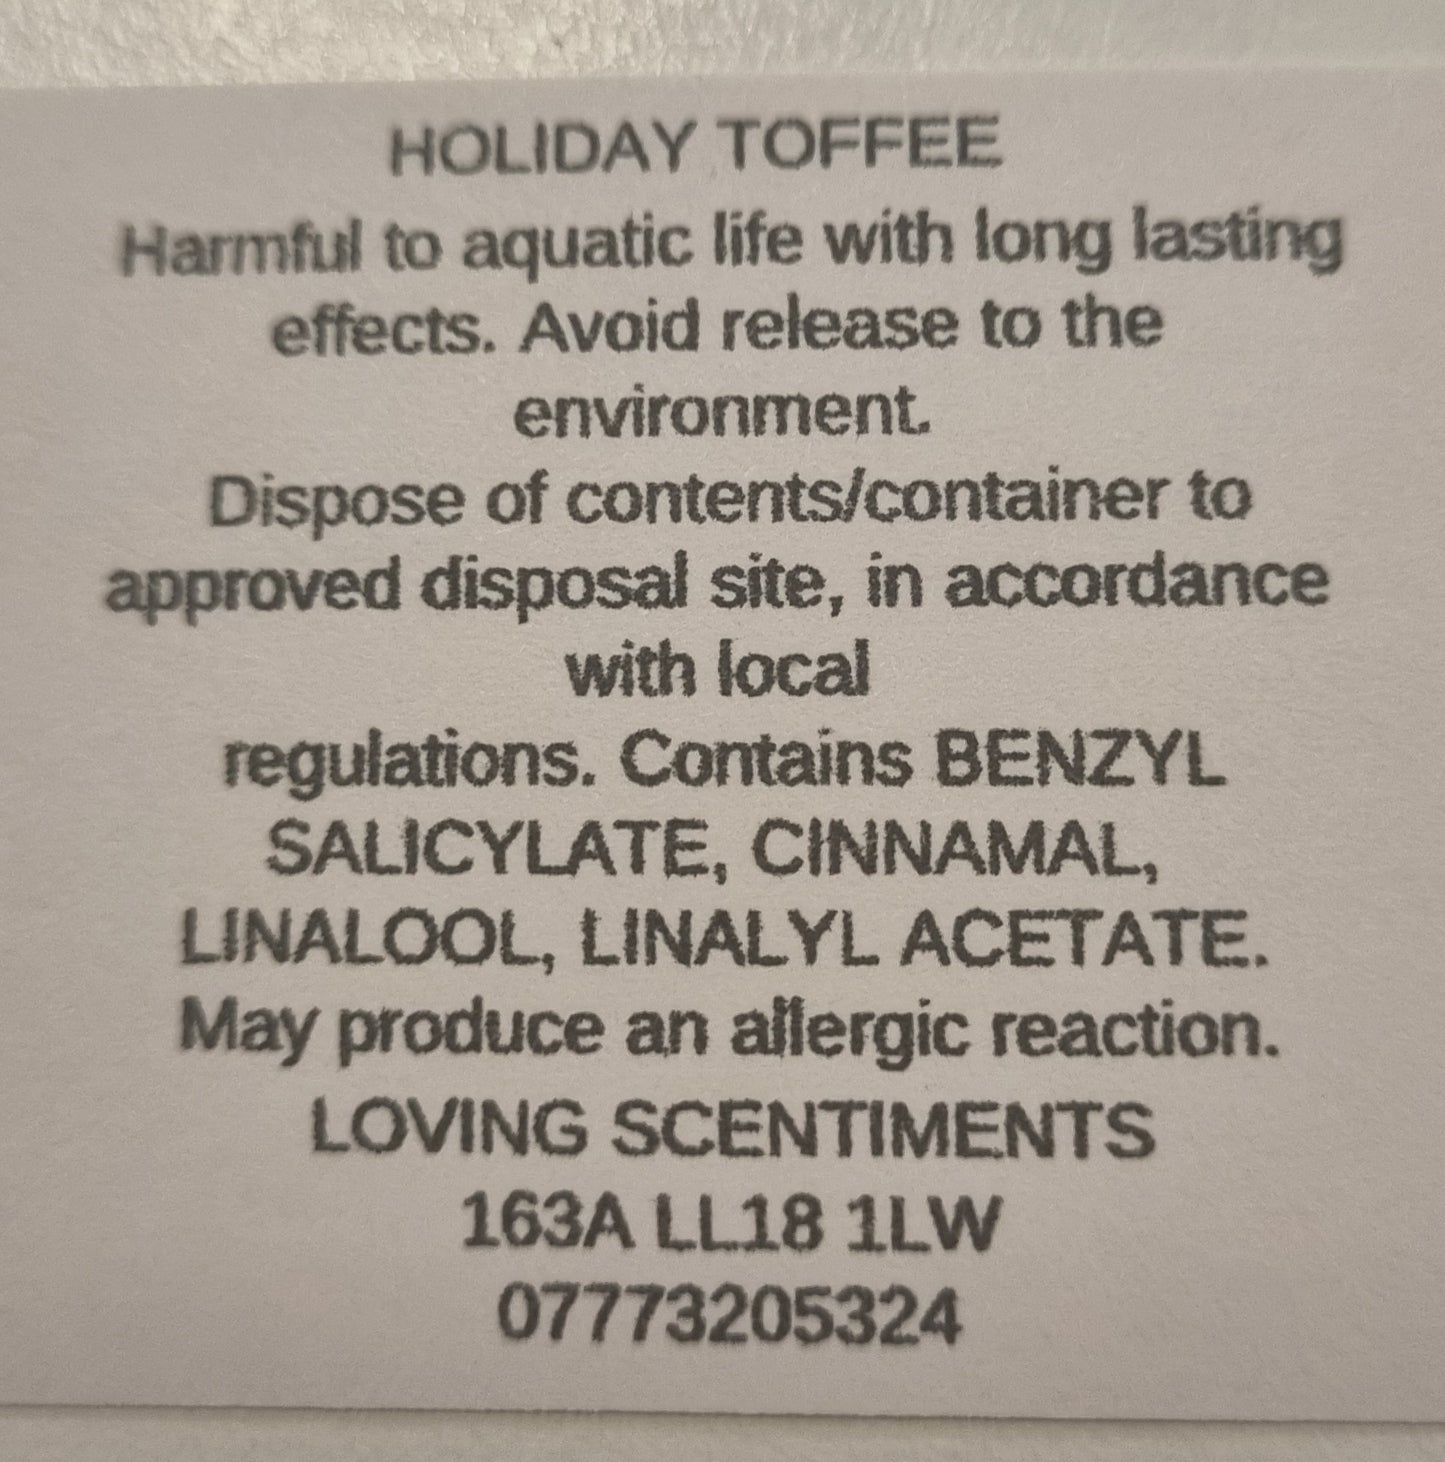 HOLIDAY TOFFEE
Harmful to aquatic life with long lasting
effects. Avoid release to the
environment.
Dispose of contents/container to
approved disposal site, in accordance
with local
regulations. Contains BENZYL
SALICYLATE, CINNAMAL,
LINALOOL, LINALYL ACETATE.
May produce an allergic reaction.
LOVING SCENTIMENTS
163A LL18 1LW
07773205324